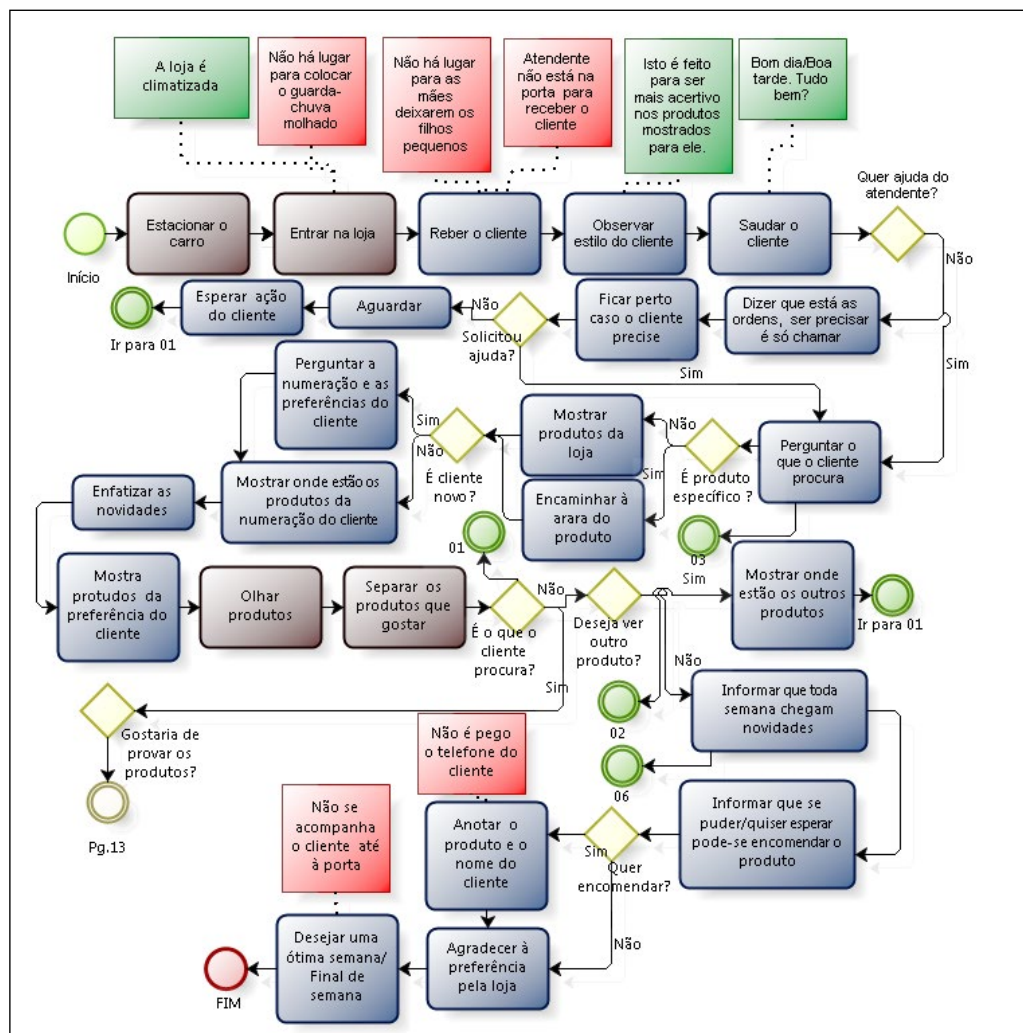 A loja é
climatizada
Não há lugar
para colocar
o guarda-
chuva
molhado
Não há lugar
para as
mães
deixarem os
filhos
pequenos
Atendente
não está na
porta para
receber o
cliente
Isto é feito
para ser
mais acertivo
nos produtos
mostrados
para ele.
Bom dia/Boa
tarde. Tudo
bem?
Quer ajuda do
atendente?
Início
Estacionar o
carro
Entrar na loja
Reber o cliente
Observar
estilo do cliente
Saudar o
cliente
Não
Sim
Ir para 01
Esperar ação
do cliente
Aguardar
Não
Solicitou
ajuda?
Sim
Ficar perto
caso o cliente
precise
Dizer que está as
ordens, ser precisar
é só chamar
Perguntar a
numeração e as
preferências do
cliente
Sim
Não
É cliente
novo?
Mostrar
produtos da
loja
Não
Sim
É produto
específico ?
Perguntar o
que o cliente
procura
Enfatizar as
novidades
Mostrar onde estão os
produtos da
numeração do cliente
Encaminhar à
arara do
produto
01
03
Mostra
protudos da
preferência do
cliente
Olhar
produtos
Separar os
produtos que
gostar
É o que o
cliente
procura?
Não
Sim
Deseja ver
outro
produto?
Sim
Não
Mostrar onde
estão os outros
produtos
Ir para 01
Gostaria de
provar os
produtos?
Pg.13
02
06
Informar que toda
semana chegam
novidades
Não é pego
o telefone do
cliente
Não se
acompanha
o cliente até
à porta
Anotar o
produto e o
nome do
cliente
Sim
Quer
encomendar?
Não
Informar que se
puder/quiser esperar
pode-se encomendar o
produto
FIM
Desejar uma
ótima semana/
Final de
semana
Agradecer à
preferência
pela loja